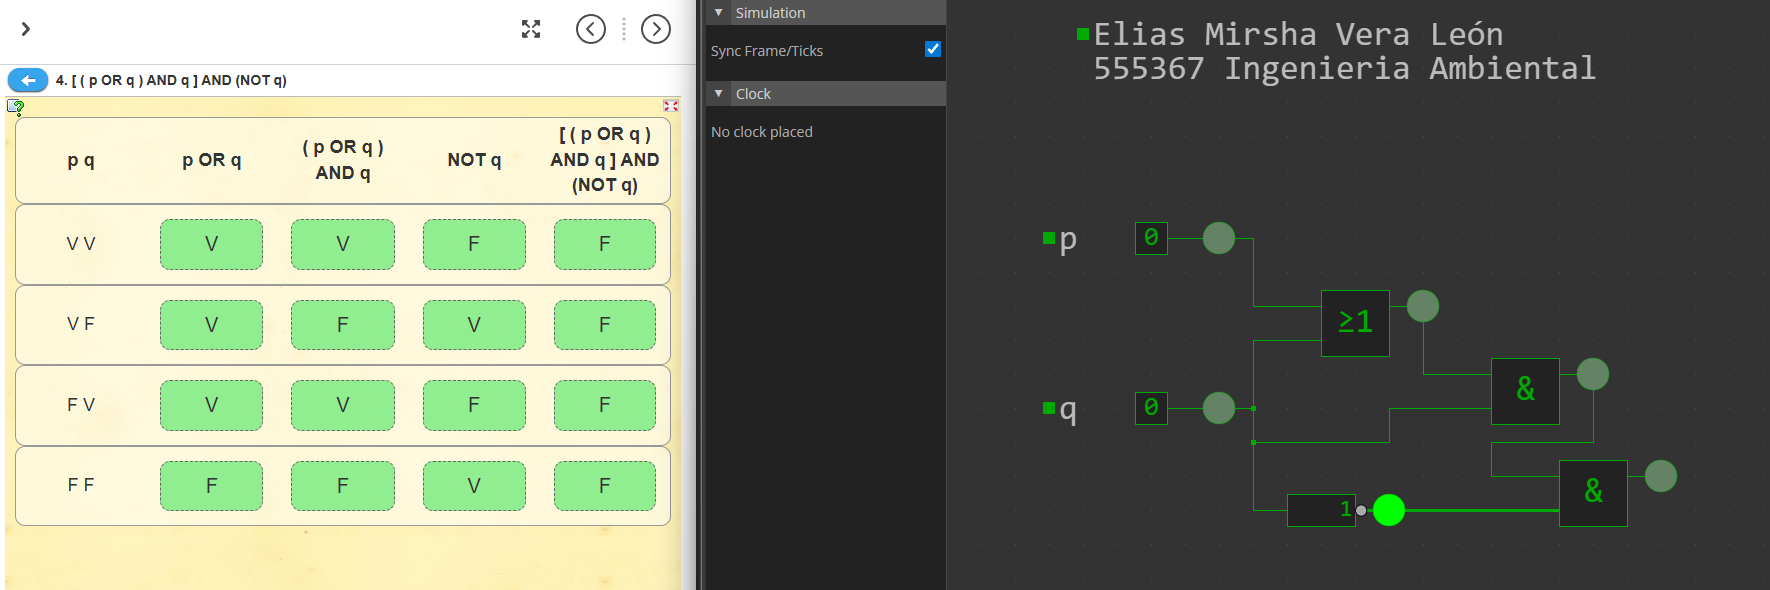 4. [ ( p OR q ) AND q ] AND (NOT q)
p q
p OR q
( p OR q )
AND q
NOT q
[ ( p OR q )
AND q ] AND
(NOT q)
V V
V
V
F
F
V F
V
F
V
F
F V
V
V
F
F
F F
F
F
V
F
Simulation
Sync Frame/Ticks
Clock
No clock placed
Elias Mirsha Vera León
555367 Ingenieria Ambiental
p
0
≥1
&
q
0
&
1